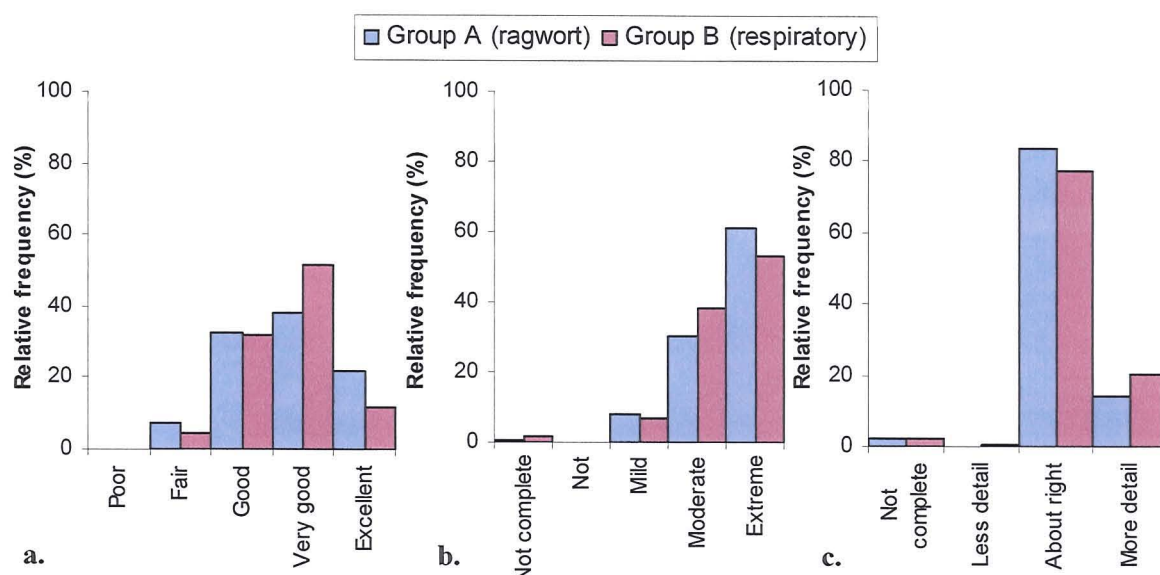 Group A (ragwort) Group B (respiratory)
Relative frequency (%)
100
80
60
40
20
0
Poor
Fair
Good
Very good
Excellent
a.
Relative frequency (%)
100
80
60
40
20
0
Not complete
Not
Mild
Moderate
Extreme
b.
Relative frequency (%)
100
80
60
40
20
0
Not
complete
Less detail
About right
More detail
c.